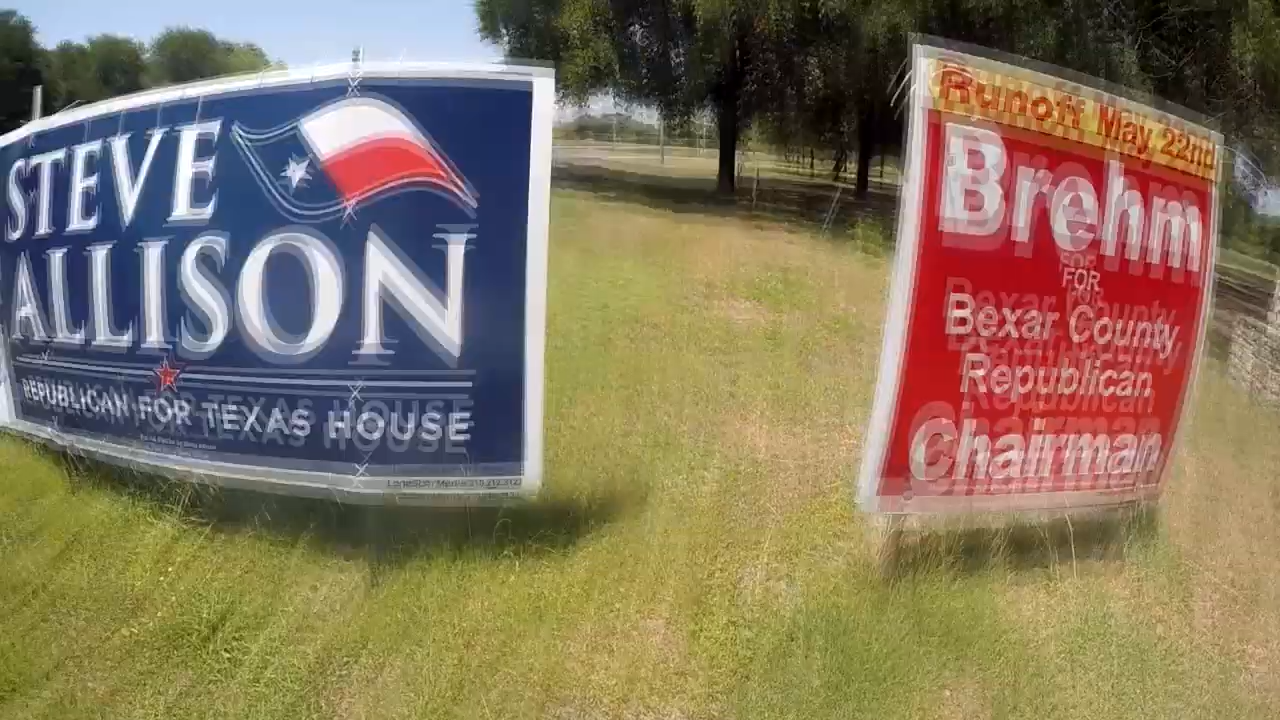 STEVE
ALLISON
REPUBLICAN FOR TEXAS HOUSE
Runoff May 22nd
Brehm
FOR
Bexar County
Republican
Chairman